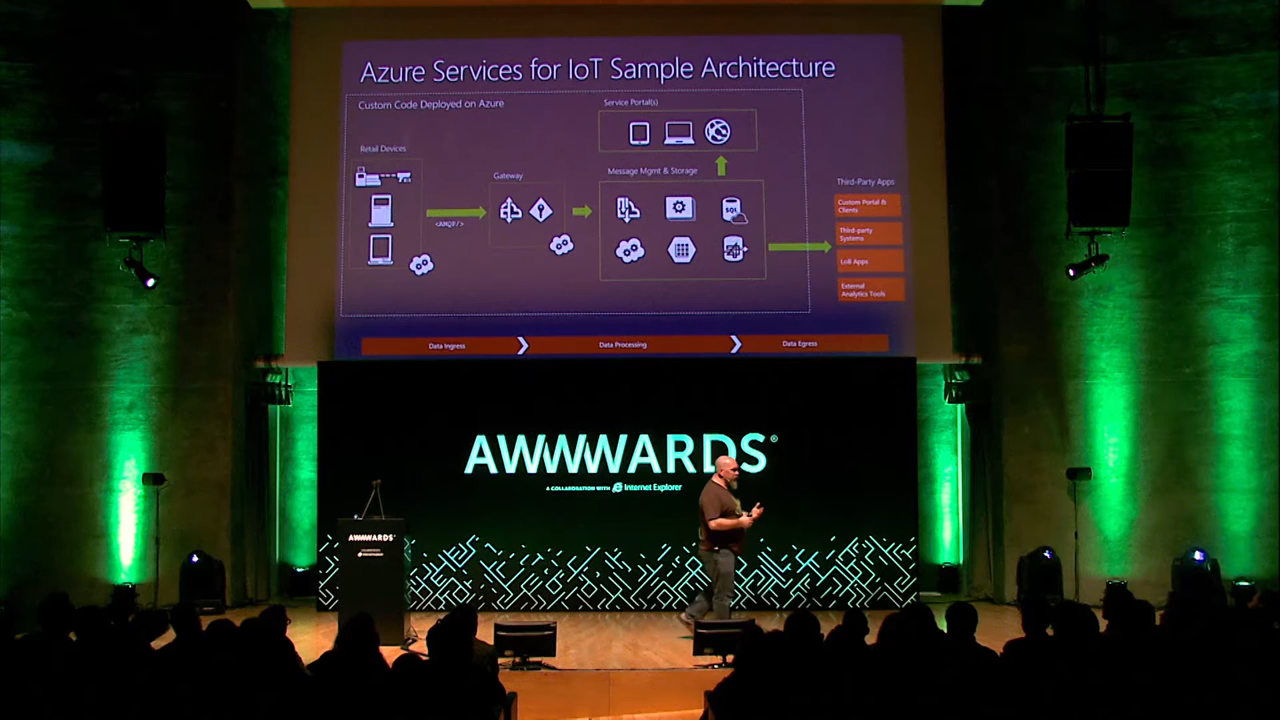 Azure Services for IoT Sample Architecture
Custom Code Deployed on Azure
Service Portal(s)
Retail Devices
Gateway
Message Mgmt & Storage
<AMQP/>
SQL
Third-Party Apps
Custom Portal &
Clients
Third-party
Systems
LoB Apps
External
Analytics Tools
Data Ingress
Data Processing
Data Egress
AWWWARDS®
A COLLABORATION WITH Internet Explorer
AWWWARDS®